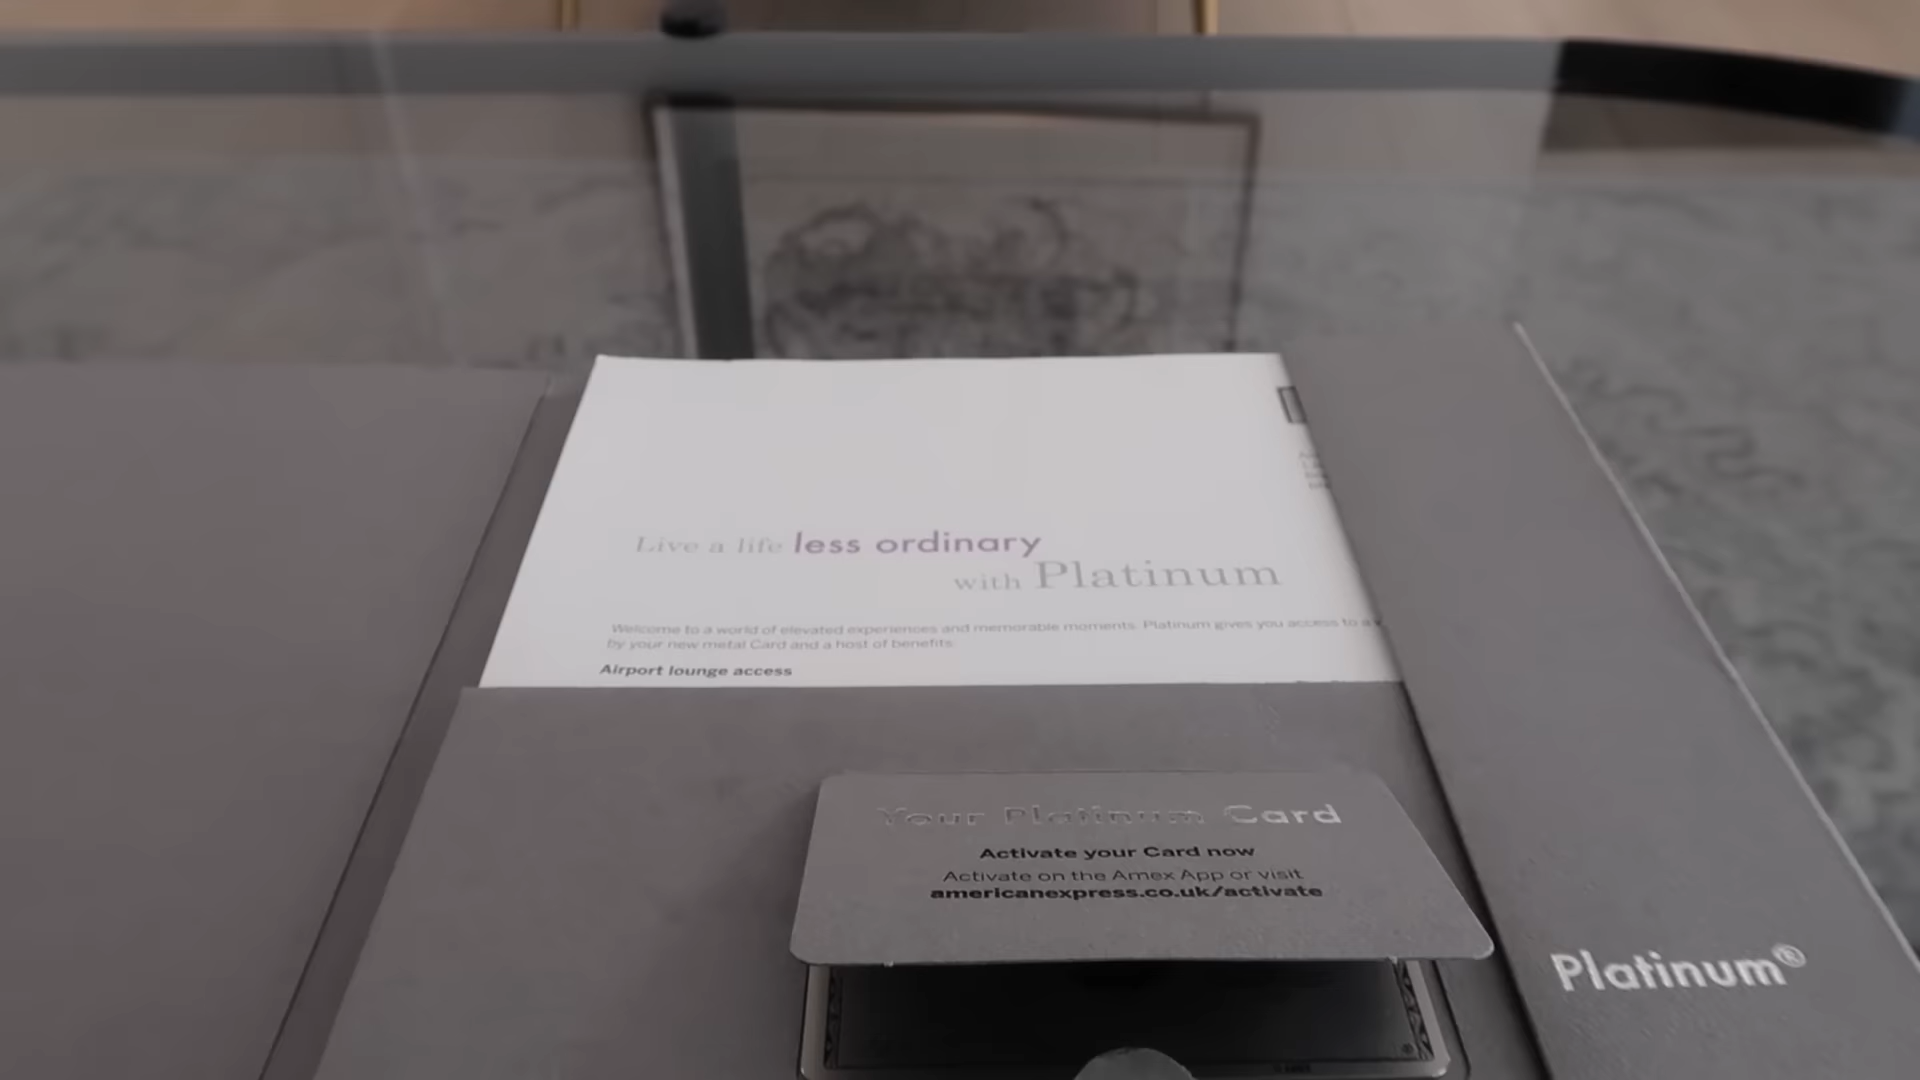 Live a life less ordinary
with Platinum
Welcome to a world of elevated experiences and memorable moments. Platinum gives you access to a
by your new metal Card and a host of benefits.
Airport lounge access
Your Platinum Card
Activate your Card now
Activate on the Amex App or visit
americanexpress.co.uk/activate
Platinum®